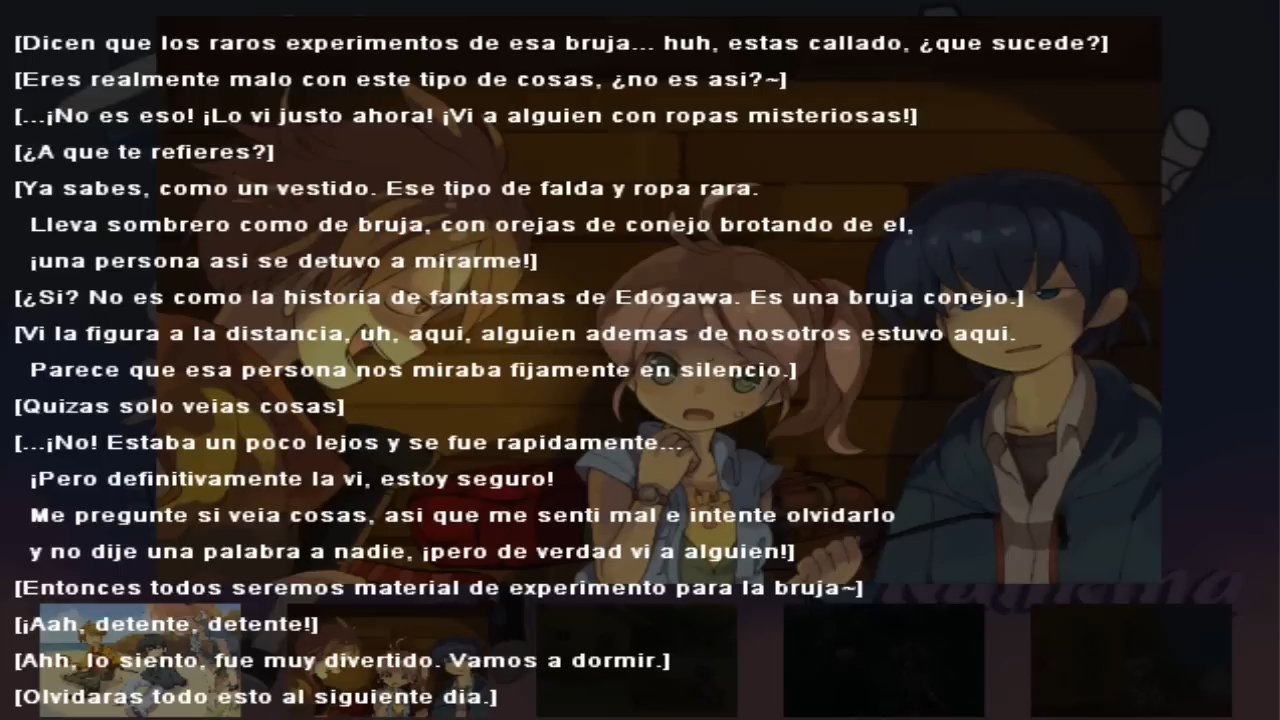 [Dicen que los raros experimentos de esa bruja... huh, estas callado, ¿que sucede?]
[Eres realmente malo con este tipo de cosas, ¿no es asi?~]
[...¡No es eso! ¡Lo vi justo ahora! ¡Vi a alguien con ropas misteriosas!]
[¿A que te refieres?]
[Ya sabes, como un vestido. Ese tipo de falda y ropa rara.
Lleva sombrero como de bruja, con orejas de conejo brotando de el,
¡una persona asi se detuvo a mirarme!]
[¿Si? No es como la historia de fantasmas de Edogawa. Es una bruja conejo.]
[Vi la figura a la distancia, uh, aqui, alguien ademas de nosotros estuvo aqui.
Parece que esa persona nos miraba fijamente en silencio.]
[Quizas solo veias cosas]
[...¡No! Estaba un poco lejos y se fue rapidamente...
¡Pero definitivamente la vi, estoy seguro!
Me pregunte si veia cosas, asi que me senti mal e intente olvidarlo
y no dije una palabra a nadie, ¡pero de verdad vi a alguien!]
[Entonces todos seremos material de experimento para la bruja~]
[¡Aah, detente, detente!]
[Ahh, lo siento, fue muy divertido. Vamos a dormir.]
[Olvidaras todo esto al siguiente dia.]